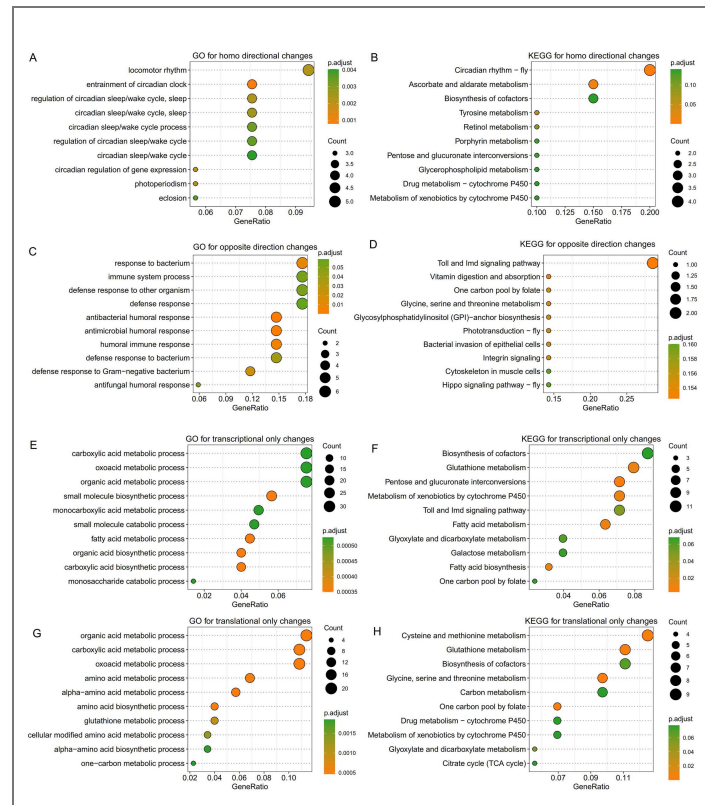 A
GO for homo directional changes
locomotor rhythm
entrainment of circadian clock
regulation of circadian sleep/wake cycle, sleep
circadian sleep/wake cycle, sleep
circadian sleep/wake cycle process
regulation of circadian sleep/wake cycle
circadian sleep/wake cycle
circadian regulation of gene expression
photoperiodism
eclosion
0.06 0.07 0.08 0.09
GeneRatio
p.adjust
0.004
0.003
0.002
0.001
Count
3.0
3.5
4.0
4.5
5.0
B
KEGG for homo directional changes
Circadian rhythm − fly
Ascorbate and aldarate metabolism
Biosynthesis of cofactors
Tyrosine metabolism
Retinol metabolism
Porphyrin metabolism
Pentose and glucuronate interconversions
Glycerophospholipid metabolism
Drug metabolism − cytochrome P450
Metabolism of xenobiotics by cytochrome P450
0.100 0.125 0.150 0.175 0.200
GeneRatio
p.adjust
0.10
0.05
Count
2.0
2.5
3.0
3.5
4.0
C
GO for opposite direction changes
response to bacterium
immune system process
defense response to other organism
defense response
antibacterial humoral response
antimicrobial humoral response
humoral immune response
defense response to bacterium
defense response to Gram−negative bacterium
antifungal humoral response
0.06 0.09 0.12 0.15 0.18
GeneRatio
p.adjust
0.05
0.04
0.03
0.02
0.01
Count
2
3
4
5
6
D
KEGG for opposite direction changes
Toll and Imd signaling pathway
Vitamin digestion and absorption
One carbon pool by folate
Glycine, serine and threonine metabolism
Glycosylphosphatidylinositol (GPI)−anchor biosynthesis
Phototransduction − fly
Bacterial invasion of epithelial cells
Integrin signaling
Cytoskeleton in muscle cells
Hippo signaling pathway − fly
0.15 0.20 0.25
GeneRatio
Count
1.00
1.25
1.50
1.75
2.00
p.adjust
0.160
0.158
0.156
0.154
E
GO for transcriptional only changes
carboxylic acid metabolic process
oxoacid metabolic process
organic acid metabolic process
small molecule biosynthetic process
monocarboxylic acid metabolic process
small molecule catabolic process
fatty acid metabolic process
organic acid biosynthetic process
carboxylic acid biosynthetic process
monosaccharide catabolic process
0.02 0.04 0.06
GeneRatio
Count
10
15
20
25
30
p.adjust
0.00050
0.00045
0.00040
0.00035
F
KEGG for transcriptional only changes
Biosynthesis of cofactors
Glutathione metabolism
Pentose and glucuronate interconversions
Metabolism of xenobiotics by cytochrome P450
Toll and Imd signaling pathway
Fatty acid metabolism
Glyoxylate and dicarboxylate metabolism
Galactose metabolism
Fatty acid biosynthesis
One carbon pool by folate
0.04 0.06 0.08
GeneRatio
Count
3
5
7
9
11
p.adjust
0.06
0.04
0.02
G
GO for translational only changes
organic acid metabolic process
carboxylic acid metabolic process
oxoacid metabolic process
amino acid metabolic process
alpha−amino acid metabolic process
amino acid biosynthetic process
glutathione metabolic process
cellular modified amino acid metabolic process
alpha−amino acid biosynthetic process
one−carbon metabolic process
0.02 0.04 0.06 0.08 0.10
GeneRatio
Count
4
8
12
16
20
p.adjust
0.0015
0.0010
0.0005
H
KEGG for translational only changes
Cysteine and methionine metabolism
Glutathione metabolism
Biosynthesis of cofactors
Glycine, serine and threonine metabolism
Carbon metabolism
One carbon pool by folate
Drug metabolism − cytochrome P450
Metabolism of xenobiotics by cytochrome P450
Glyoxylate and dicarboxylate metabolism
Citrate cycle (TCA cycle)
0.07 0.09 0.11
GeneRatio
Count
4
5
6
7
8
9
p.adjust
0.06
0.04
0.02